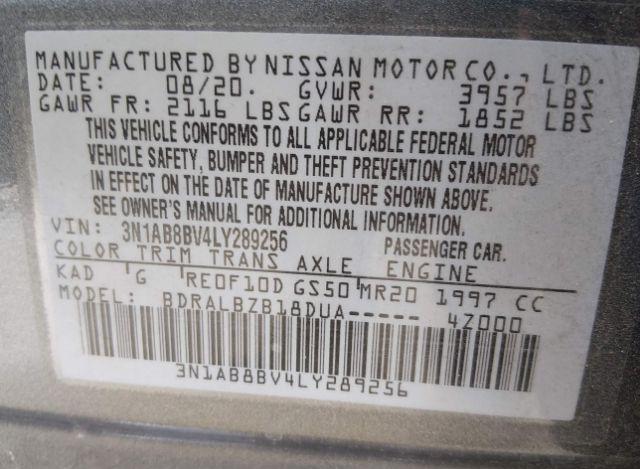 MANUFACTURED BY NISSAN MOTOR CO., LTD.
DATE: 08/20. GVWR: 3957 LBS
GAWR FR: 2116 LBS GAWR RR: 1852 LBS
THIS VEHICLE CONFORMS TO ALL APPLICABLE FEDERAL MOTOR
VEHICLE SAFETY, BUMPER AND THEFT PREVENTION STANDARDS
IN EFFECT ON THE DATE OF MANUFACTURE SHOWN ABOVE.
SEE OWNER'S MANUAL FOR ADDITIONAL INFORMATION.
VIN: 3N1AB8BV4LY289256 PASSENGER CAR.
COLOR TRIM TRANS AXLE ENGINE
KAD G RE0F10D GS50 MR20 1997 CC
MODEL: BDRALBZB18DUA----- 4Z000
3N1AB8BV4LY289256